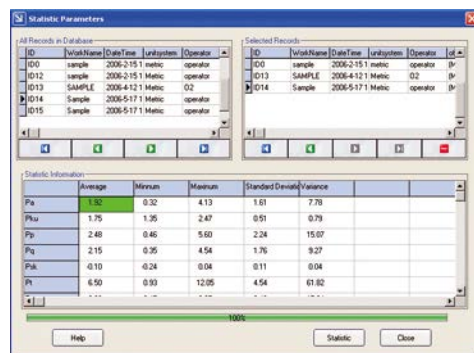 Statistic Parameters
All Records in Database
ID WorkName DateTime unitsystem Operator
ID0 sample 2006-2-15 1 Metric operator
ID12 sample 2006-2-15 1 Metric operator
ID13 SAMPLE 2006-4-12 1 Metric O2
ID14 Sample 2006-5-17 1 Metric operator
ID15 Sample 2006-5-17 1 Metric operator
Selected Records
ID WorkName DateTime unitsystem Operator
ID0 sample 2006-2-15 1 metric operator
ID13 SAMPLE 2006-4-12 1 Metric O2
ID14 Sample 2006-5-17 1 Metric operator
Statistic Information
Average Minmum Maximum Standard Deviatic Variance
Pa 1.92 0.32 4.13 1.61 7.78
Pku 1.75 1.35 2.47 0.51 0.79
Pp 2.48 0.46 5.60 2.24 15.07
Pq 2.15 0.35 4.54 1.76 9.27
Psk -0.10 -0.24 0.04 0.11 0.04
Pt 6.50 0.93 12.05 4.54 61.82
100%
Help Statistic Close